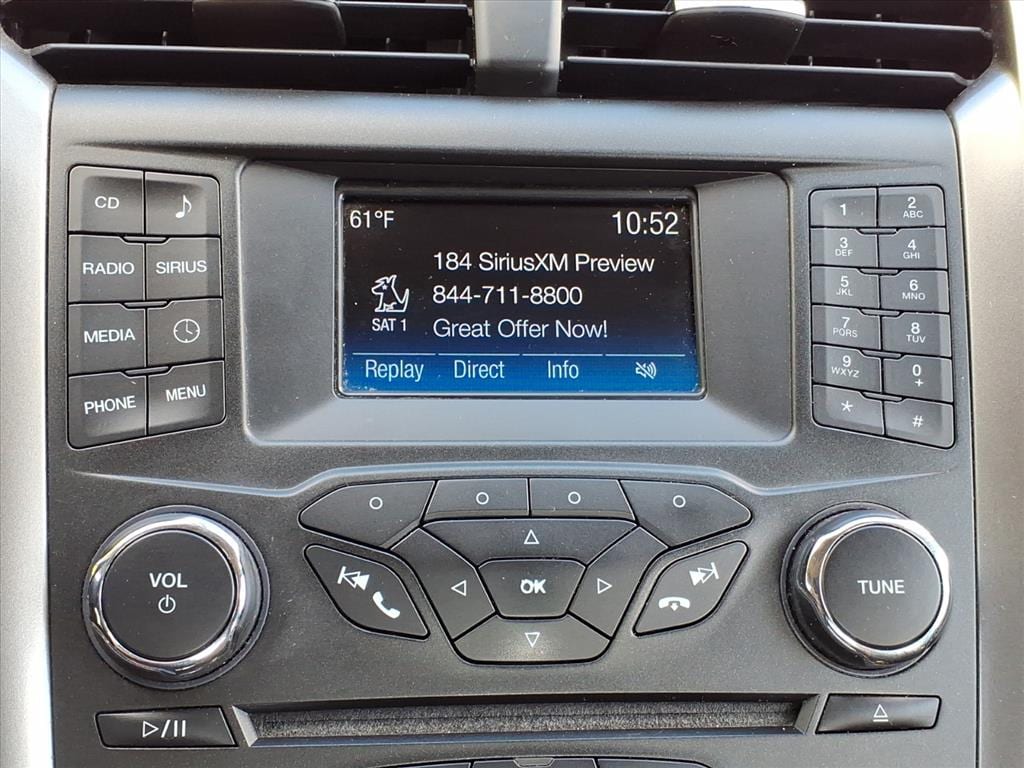 CD
RADIO SIRIUS
MEDIA
PHONE MENU
61°F 10:52
184 SiriusXM Preview
844-711-8800
SAT 1
Great Offer Now!
Replay Direct Info
1 2 ABC
3 DEF 4 GHI
5 JKL 6 MNO
7 PQRS 8 TUV
9 WXYZ 0 +
* #
VOL
OK
TUNE